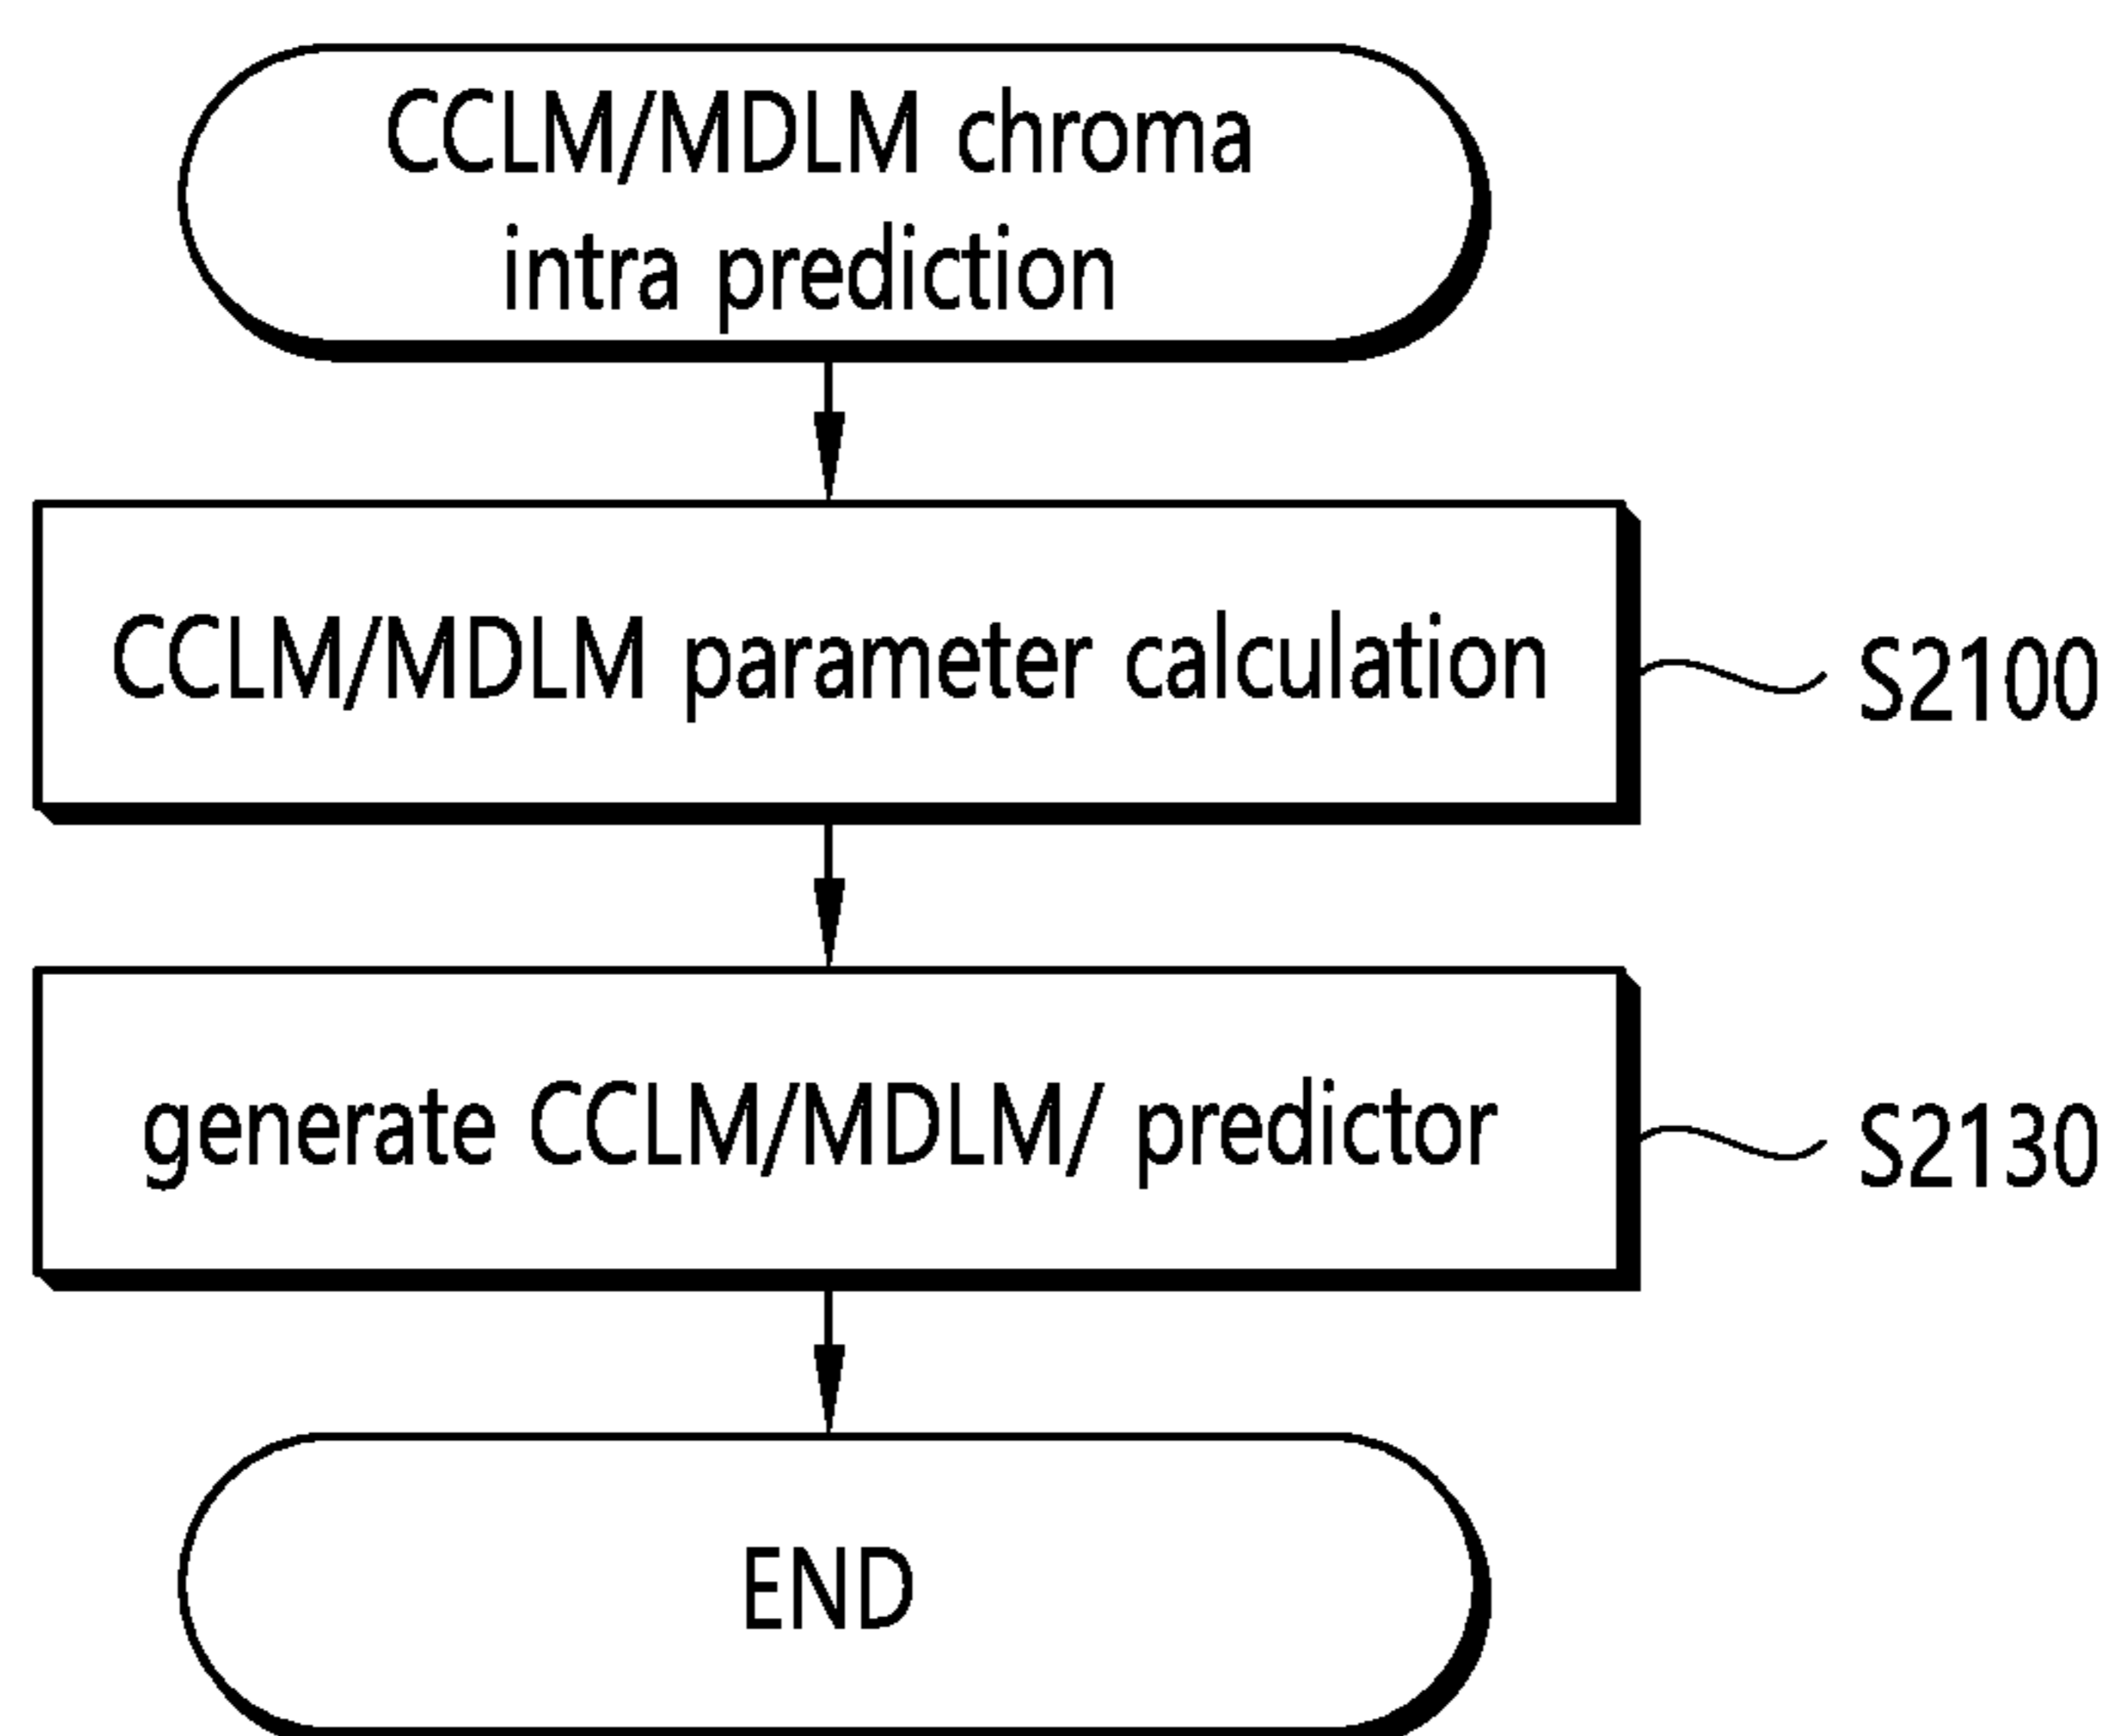 CCLM/MDLM chroma
intra prediction
CCLM/MDLM parameter calculation
S2100
generate CCLM/MDLM/ predictor
S2130
END